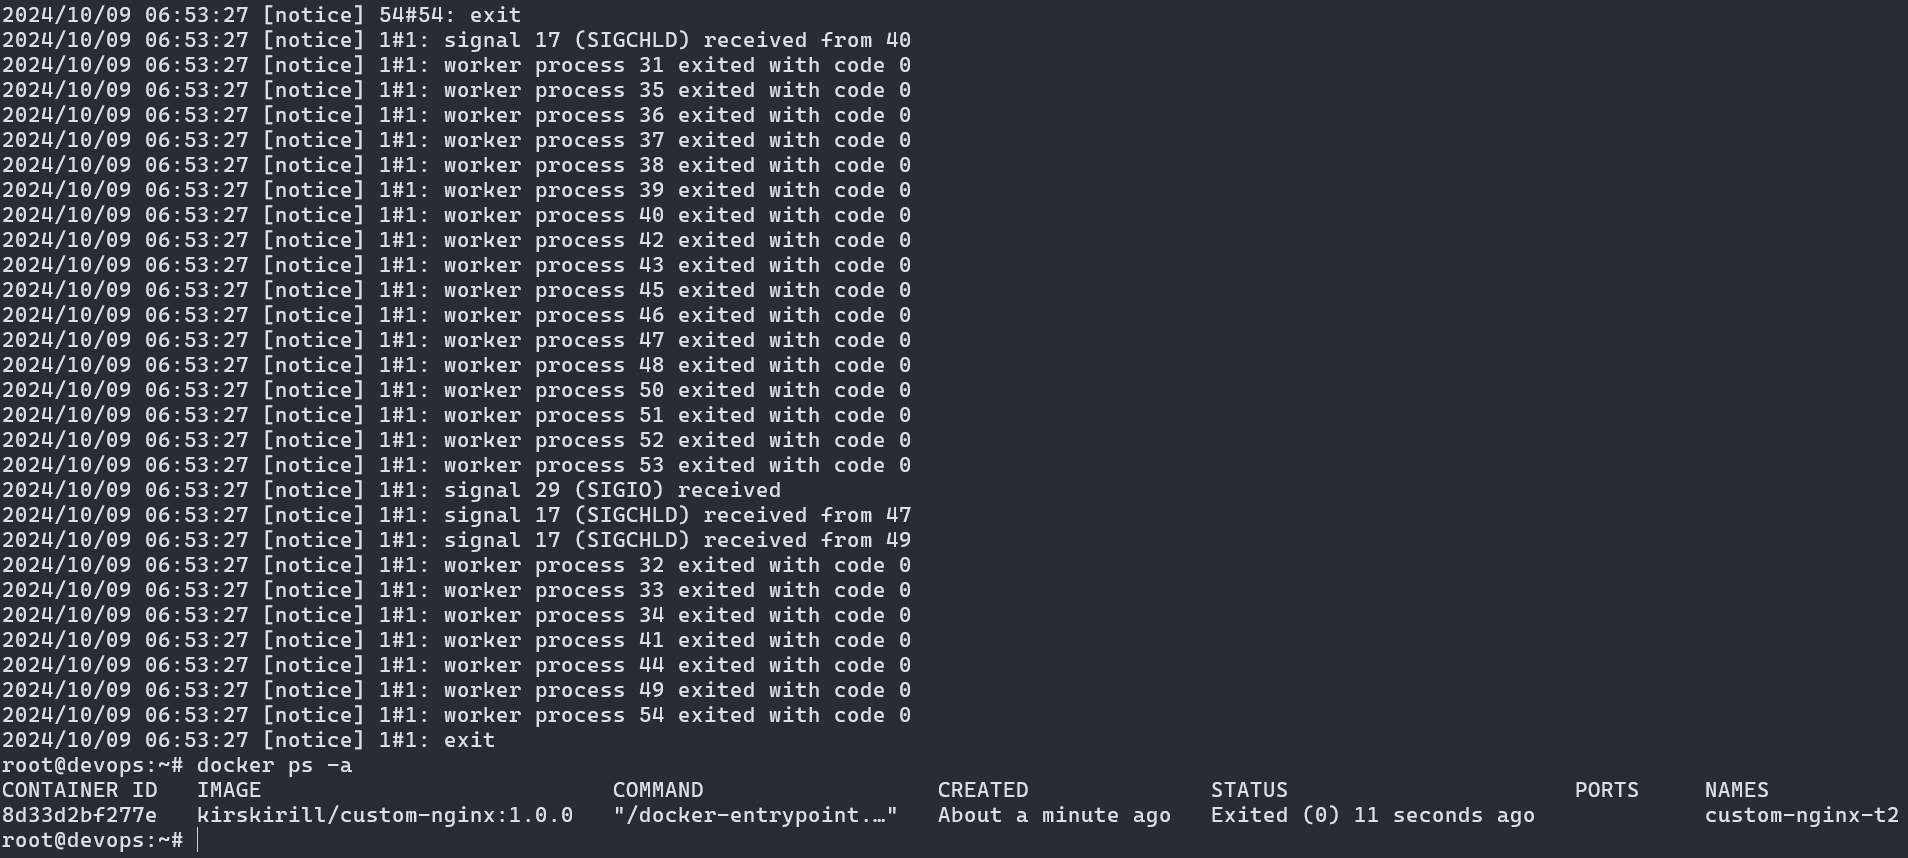 2024/10/09 06:53:27 [notice] 54#54: exit
2024/10/09 06:53:27 [notice] 1#1: signal 17 (SIGCHLD) received from 40
2024/10/09 06:53:27 [notice] 1#1: worker process 31 exited with code 0
2024/10/09 06:53:27 [notice] 1#1: worker process 35 exited with code 0
2024/10/09 06:53:27 [notice] 1#1: worker process 36 exited with code 0
2024/10/09 06:53:27 [notice] 1#1: worker process 37 exited with code 0
2024/10/09 06:53:27 [notice] 1#1: worker process 38 exited with code 0
2024/10/09 06:53:27 [notice] 1#1: worker process 39 exited with code 0
2024/10/09 06:53:27 [notice] 1#1: worker process 40 exited with code 0
2024/10/09 06:53:27 [notice] 1#1: worker process 42 exited with code 0
2024/10/09 06:53:27 [notice] 1#1: worker process 43 exited with code 0
2024/10/09 06:53:27 [notice] 1#1: worker process 45 exited with code 0
2024/10/09 06:53:27 [notice] 1#1: worker process 46 exited with code 0
2024/10/09 06:53:27 [notice] 1#1: worker process 47 exited with code 0
2024/10/09 06:53:27 [notice] 1#1: worker process 48 exited with code 0
2024/10/09 06:53:27 [notice] 1#1: worker process 50 exited with code 0
2024/10/09 06:53:27 [notice] 1#1: worker process 51 exited with code 0
2024/10/09 06:53:27 [notice] 1#1: worker process 52 exited with code 0
2024/10/09 06:53:27 [notice] 1#1: worker process 53 exited with code 0
2024/10/09 06:53:27 [notice] 1#1: signal 29 (SIGIO) received
2024/10/09 06:53:27 [notice] 1#1: signal 17 (SIGCHLD) received from 47
2024/10/09 06:53:27 [notice] 1#1: signal 17 (SIGCHLD) received from 49
2024/10/09 06:53:27 [notice] 1#1: worker process 32 exited with code 0
2024/10/09 06:53:27 [notice] 1#1: worker process 33 exited with code 0
2024/10/09 06:53:27 [notice] 1#1: worker process 34 exited with code 0
2024/10/09 06:53:27 [notice] 1#1: worker process 41 exited with code 0
2024/10/09 06:53:27 [notice] 1#1: worker process 44 exited with code 0
2024/10/09 06:53:27 [notice] 1#1: worker process 49 exited with code 0
2024/10/09 06:53:27 [notice] 1#1: worker process 54 exited with code 0
2024/10/09 06:53:27 [notice] 1#1: exit
root@devops:~# docker ps -a
CONTAINER ID   IMAGE                           COMMAND                  CREATED              STATUS                      PORTS     NAMES
8d33d2bf277e   kirskirill/custom-nginx:1.0.0   "/docker-entrypoint.…"   About a minute ago   Exited (0) 11 seconds ago             custom-nginx-t2
root@devops:~#